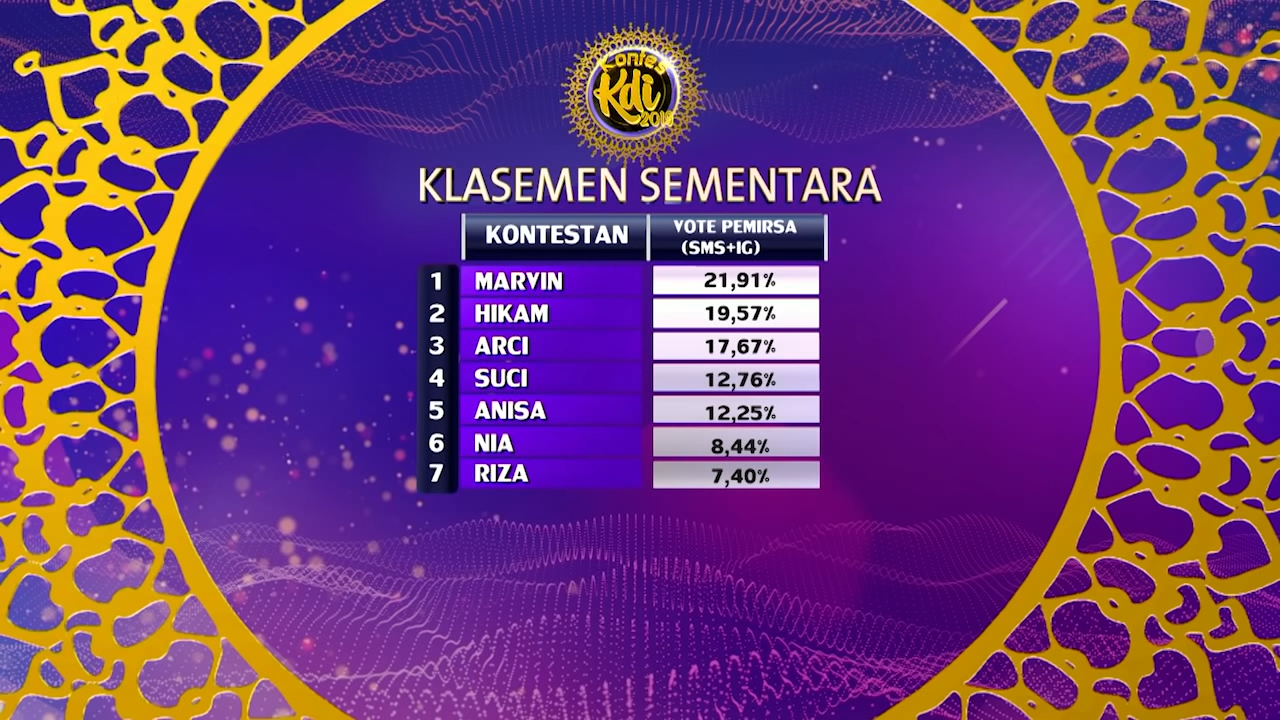 Kontes
Kdi
2019
KLASEMEN SEMENTARA
KONTESTAN
VOTE PEMIRSA
(SMS+IG)
1 MARVIN 21,91%
2 HIKAM 19,57%
3 ARCI 17,67%
4 SUCI 12,76%
5 ANISA 12,25%
6 NIA 8,44%
7 RIZA 7,40%